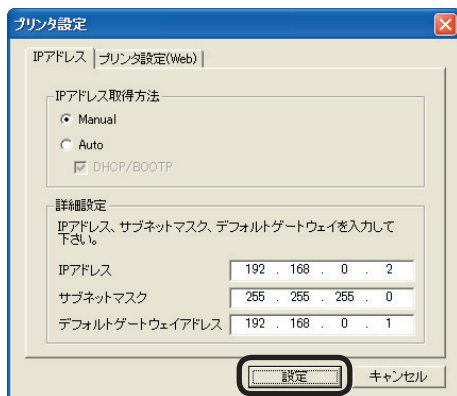 プリンタ設定
IPアドレス プリンタ設定(Web)
IPアドレス取得方法
Manual
Auto
DHCP/BOOTP
詳細設定
IPアドレス、サブネットマスク、デフォルトゲートウェイを入力して
下さい。
IPアドレス 192 . 168 . 0 . 2
サブネットマスク 255 . 255 . 255 . 0
デフォルトゲートウェイアドレス 192 . 168 . 0 . 1
設定 キャンセル